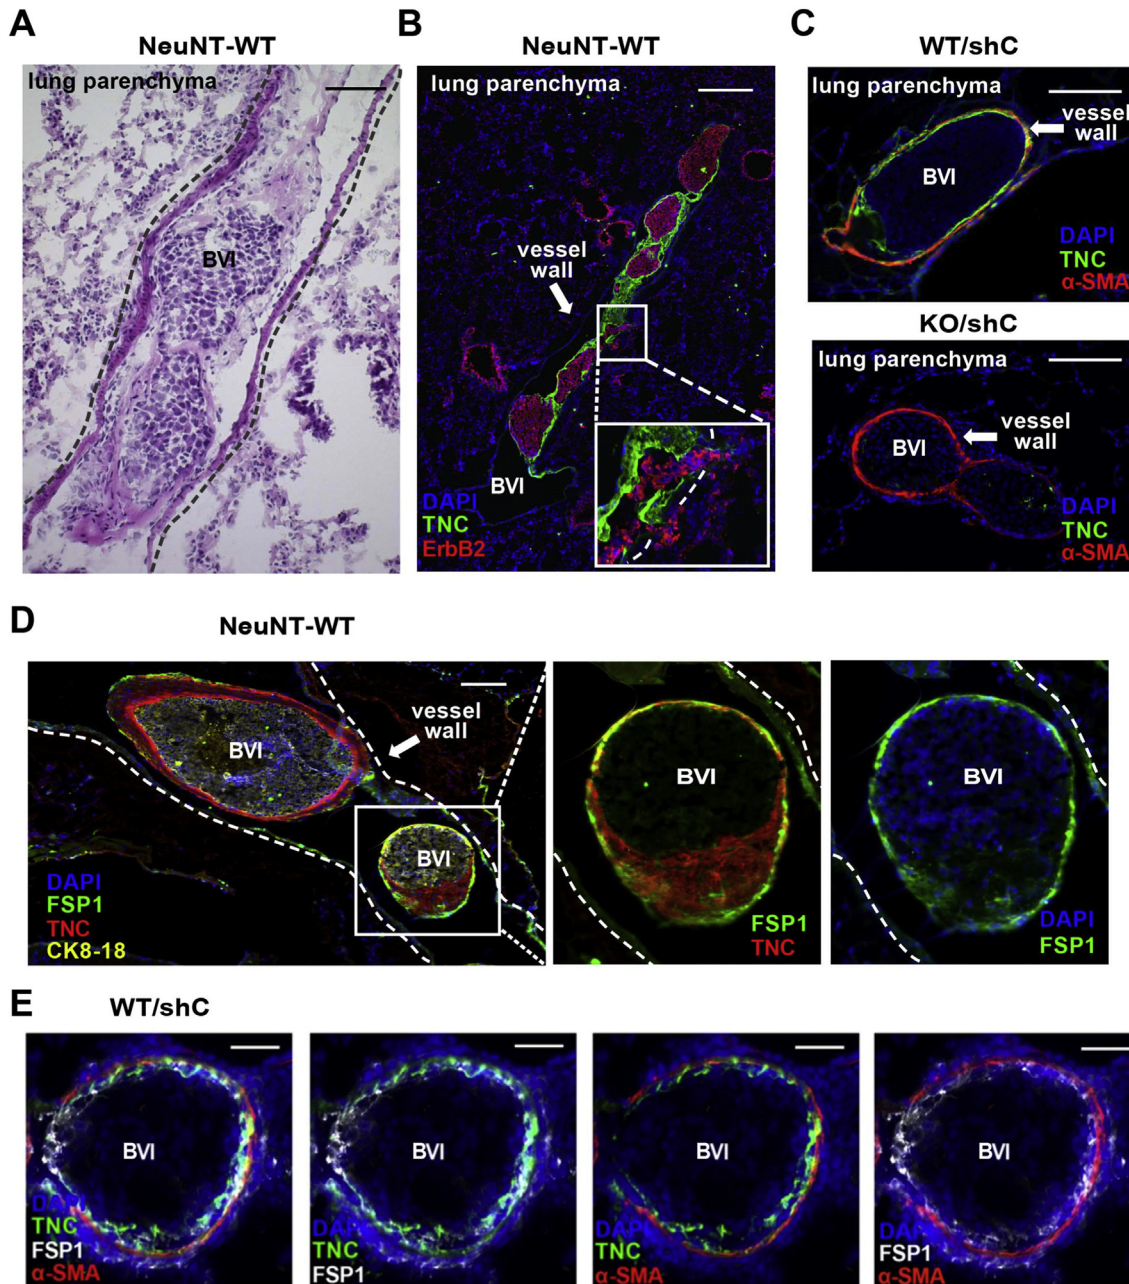 A
NeuNT-WT
lung parenchyma
BVI
B
NeuNT-WT
lung parenchyma
vessel
wall
BVI
DAPI
TNC
ErbB2
C
WT/shC
lung parenchyma
vessel
wall
BVI
DAPI
TNC
α-SMA
KO/shC
lung parenchyma
vessel
wall
BVI
DAPI
TNC
α-SMA
D
NeuNT-WT
vessel
wall
BVI
BVI
DAPI
FSP1
TNC
CK8-18
BVI
FSP1
TNC
BVI
DAPI
FSP1
E
WT/shC
BVI
DAPI
TNC
FSP1
α-SMA
BVI
DAPI
TNC
FSP1
BVI
DAPI
TNC
α-SMA
BVI
DAPI
FSP1
α-SMA